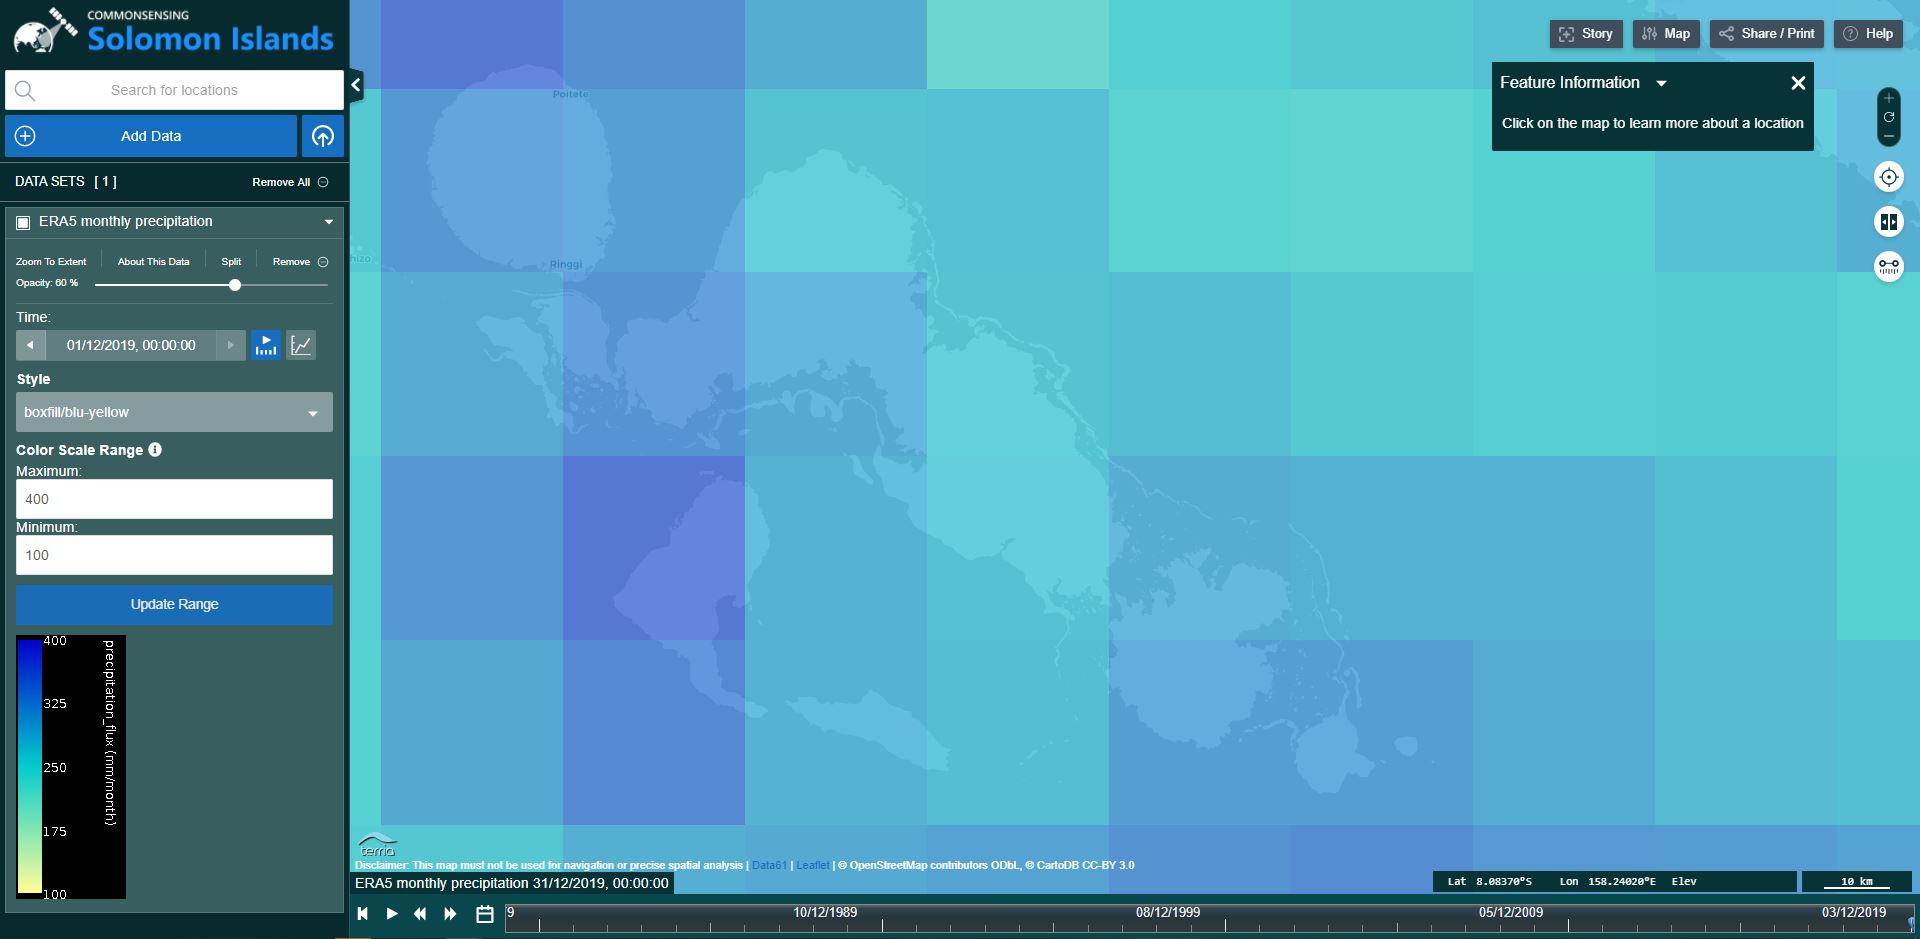 COMMONSENSING
Solomon Islands
Search for locations
Add Data
DATA SETS [ 1 ]
Remove All
ERA5 monthly precipitation
Zoom To Extent
About This Data
Split
Remove
Opacity: 60 %
Time:
01/12/2019, 00:00:00
Style
boxfill/blu-yellow
Color Scale Range
Maximum:
400
Minimum:
100
Update Range
400
325
250
175
100
precipitation_flux (mm/month)
Story
Map
Share / Print
Help
Feature Information
Click on the map to learn more about a location
Poitete
Ringgi
hizo
terria
Disclaimer: This map must not be used for navigation or precise spatial analysis | Data61 | Leaflet | © OpenStreetMap contributors ODbL, © CartoDB CC-BY 3.0
ERA5 monthly precipitation 31/12/2019, 00:00:00
Lat 8.08370°S Lon 158.24020°E Elev
10 km
9
10/12/1989
08/12/1999
05/12/2009
03/12/2019